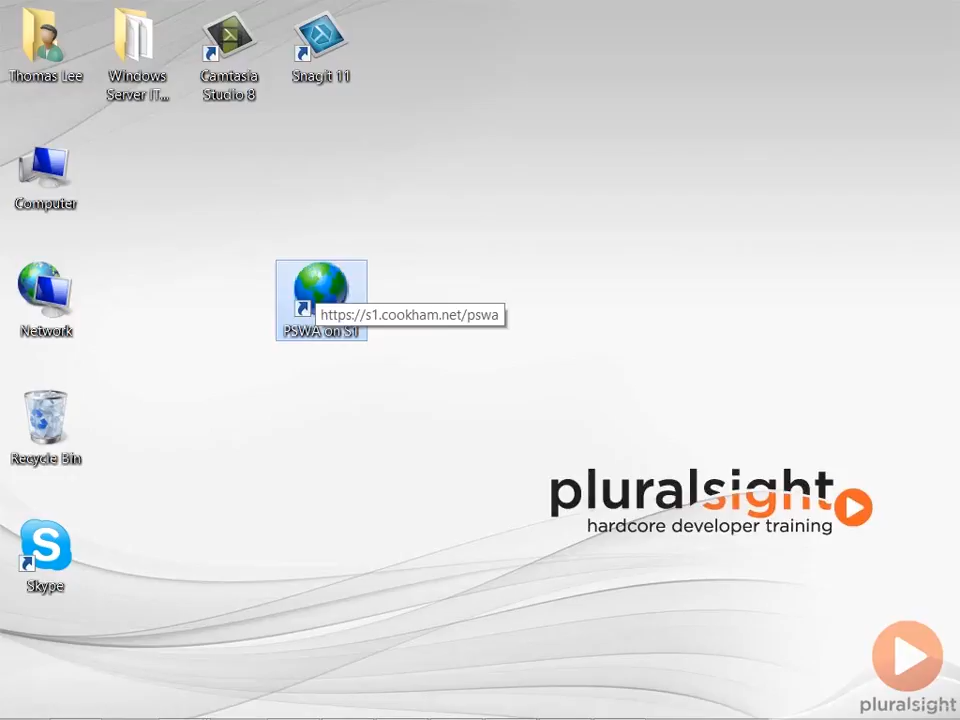 Thomas Lee
Windows
Server IT...
Camtasia
Studio 8
Snagit 11
Computer
Network
https://s1.cookham.net/pswa
PSWA on S1
Recycle Bin
S
Skype
pluralsight
hardcore developer training
pluralsight